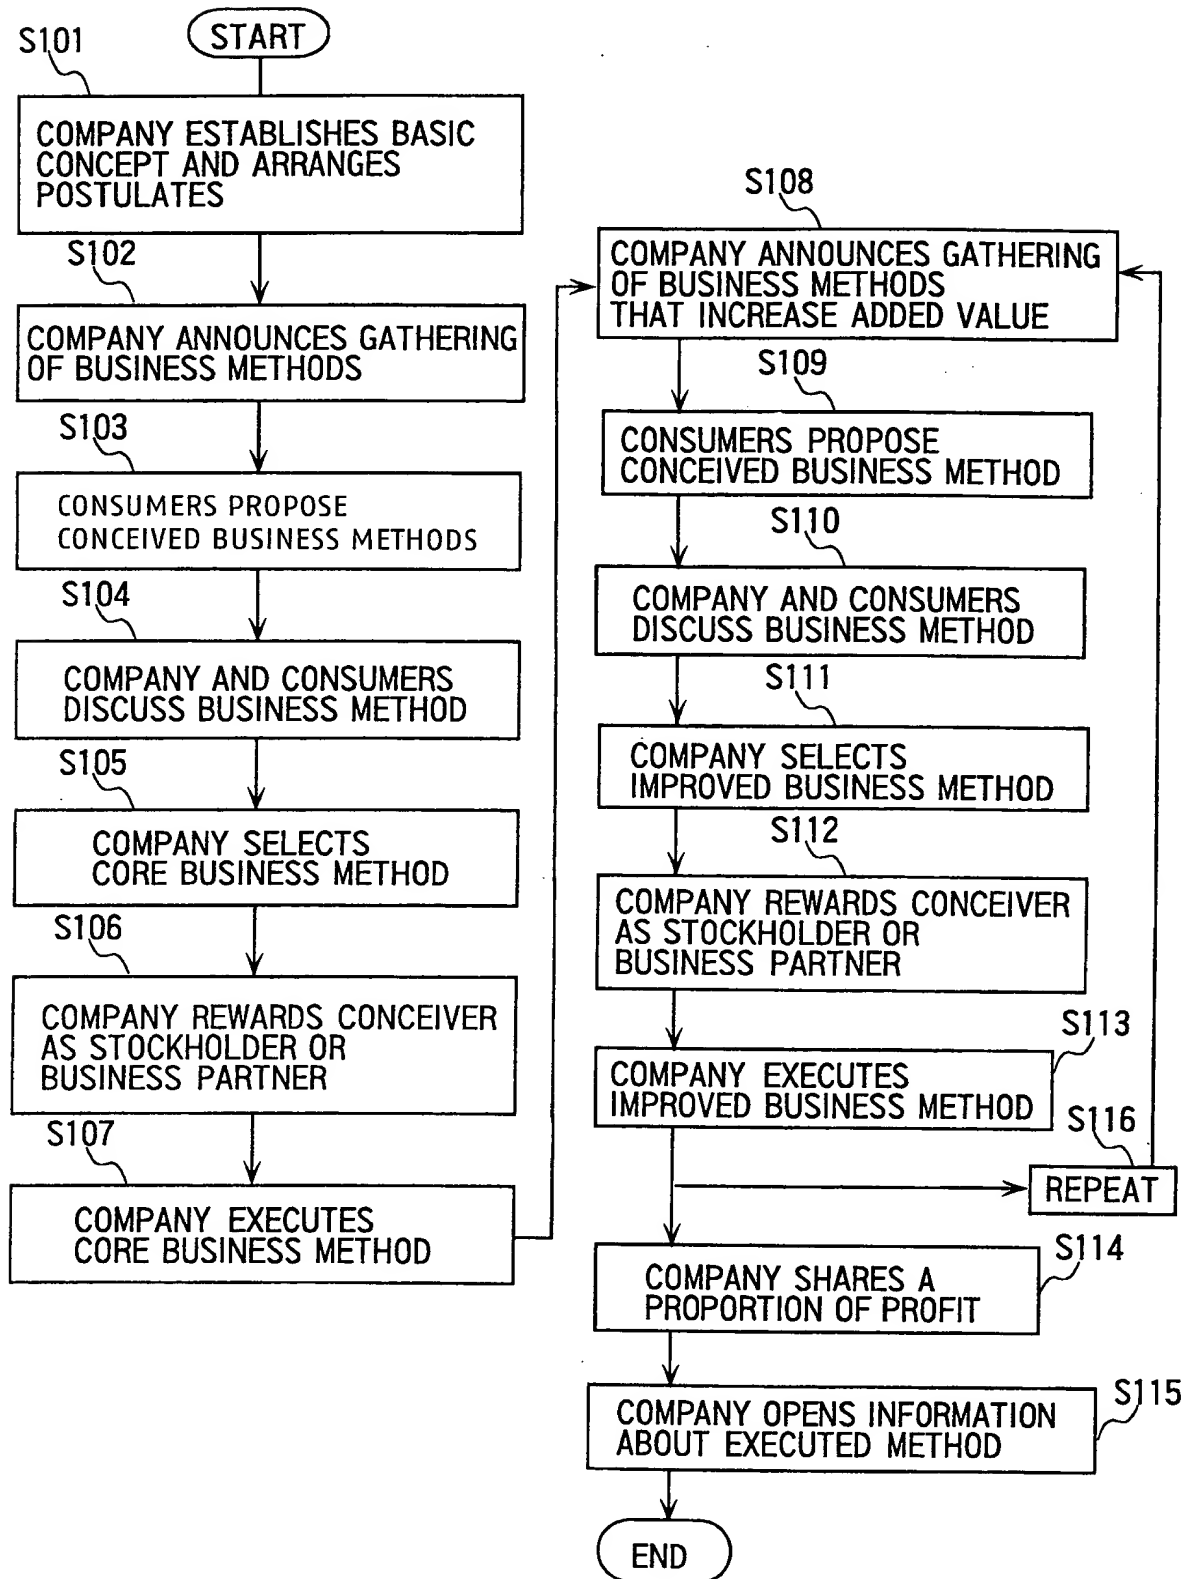 START
S101
COMPANY ESTABLISHES BASIC
CONCEPT AND ARRANGES
POSTULATES
S102
COMPANY ANNOUNCES GATHERING
OF BUSINESS METHODS
S103
CONSUMERS PROPOSE
CONCEIVED BUSINESS METHODS
S104
COMPANY AND CONSUMERS
DISCUSS BUSINESS METHOD
S105
COMPANY SELECTS
CORE BUSINESS METHOD
S106
COMPANY REWARDS CONCEIVER
AS STOCKHOLDER OR
BUSINESS PARTNER
S107
COMPANY EXECUTES
CORE BUSINESS METHOD
S108
COMPANY ANNOUNCES GATHERING
OF BUSINESS METHODS
THAT INCREASE ADDED VALUE
S109
CONSUMERS PROPOSE
CONCEIVED BUSINESS METHOD
S110
COMPANY AND CONSUMERS
DISCUSS BUSINESS METHOD
S111
COMPANY SELECTS
IMPROVED BUSINESS METHOD
S112
COMPANY REWARDS CONCEIVER
AS STOCKHOLDER OR
BUSINESS PARTNER
S113
COMPANY EXECUTES
IMPROVED BUSINESS METHOD
S116
REPEAT
S114
COMPANY SHARES A
PROPORTION OF PROFIT
S115
COMPANY OPENS INFORMATION
ABOUT EXECUTED METHOD
END